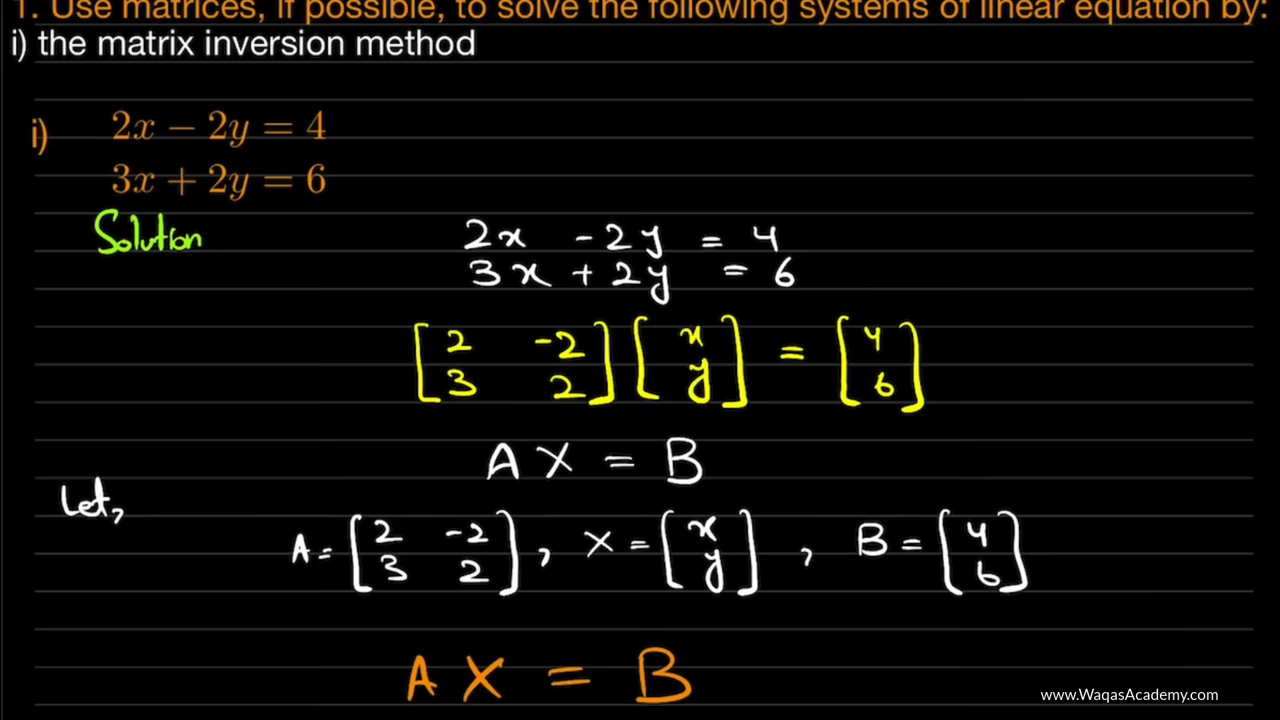 1. Use matrices, if possible, to solve the following systems of linear equation by:
i) the matrix inversion method
i) 2x − 2y = 4
3x + 2y = 6
Solution
2x - 2y = 4
3x + 2y = 6
[2 -2; 3 2] [x; y] = [4; 6]
A X = B
Let,
A = [2 -2; 3 2], X = [x; y], B = [4; 6]
A X = B
www.WaqasAcademy.com